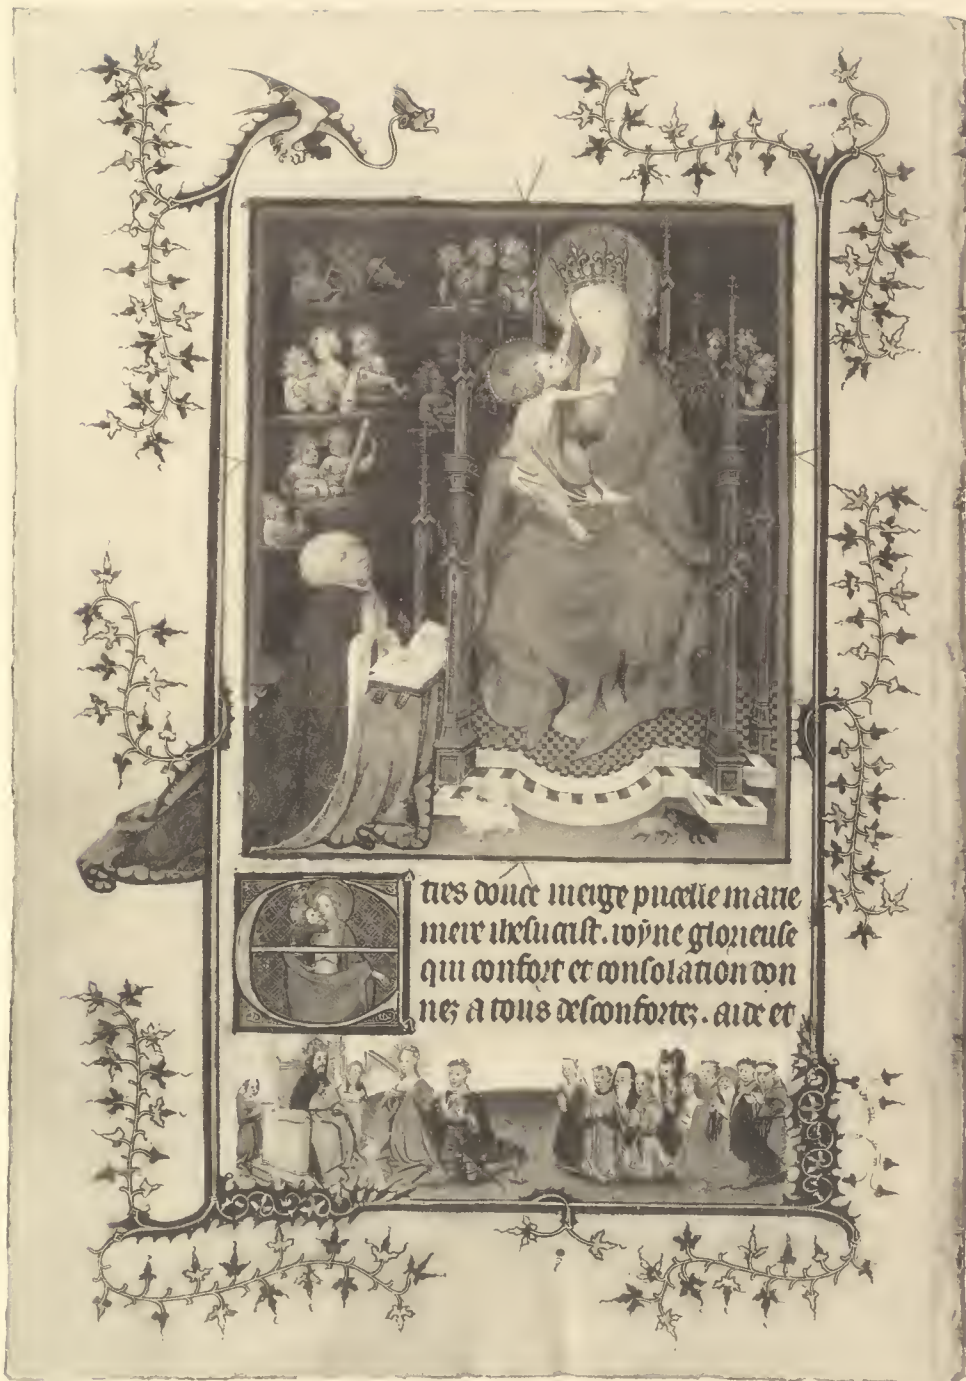 E tres douce vierge pucelle marie
mere ihesucrist. royne glorieuse
qui confort et consolation don
nez a tous desconfortez. aide et